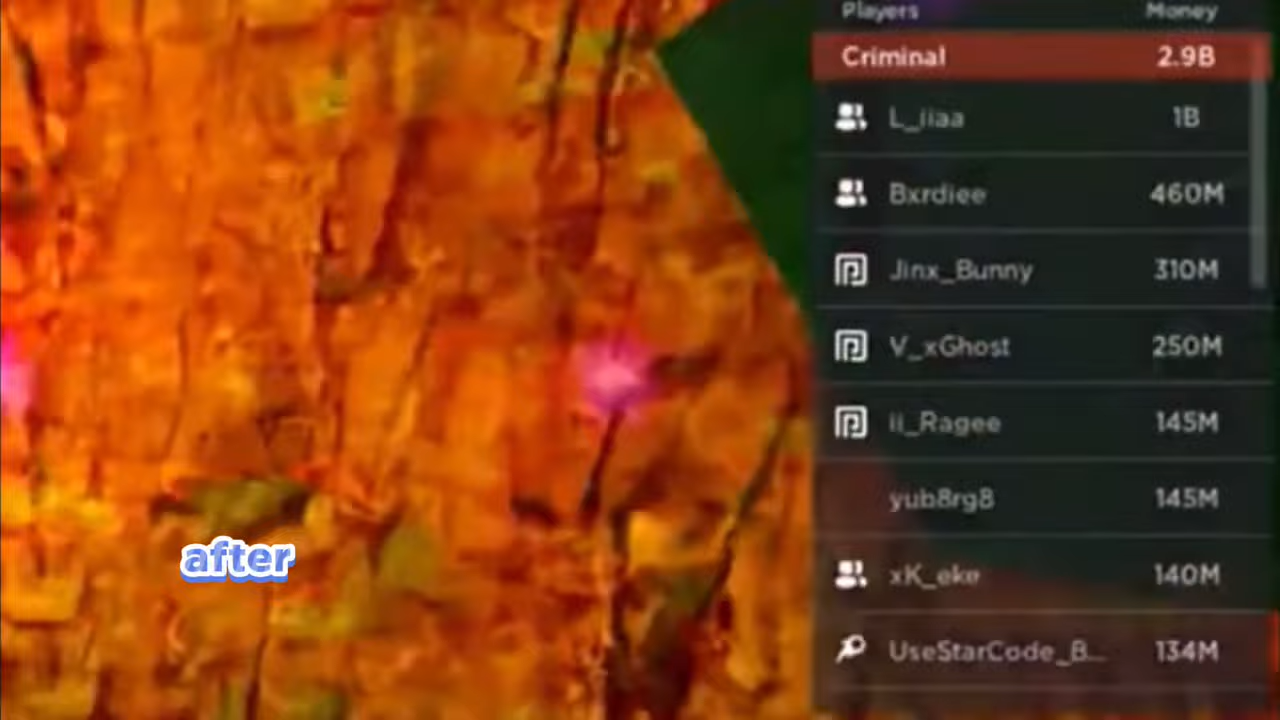 Players Money
Criminal 2.9B
L_iiaa 1B
Bxrdiee 460M
Jinx_Bunny 310M
V_xGhost 250M
ii_Ragee 145M
yub8rg8 145M
xK_eke 140M
UseStarCode_B... 134M
after